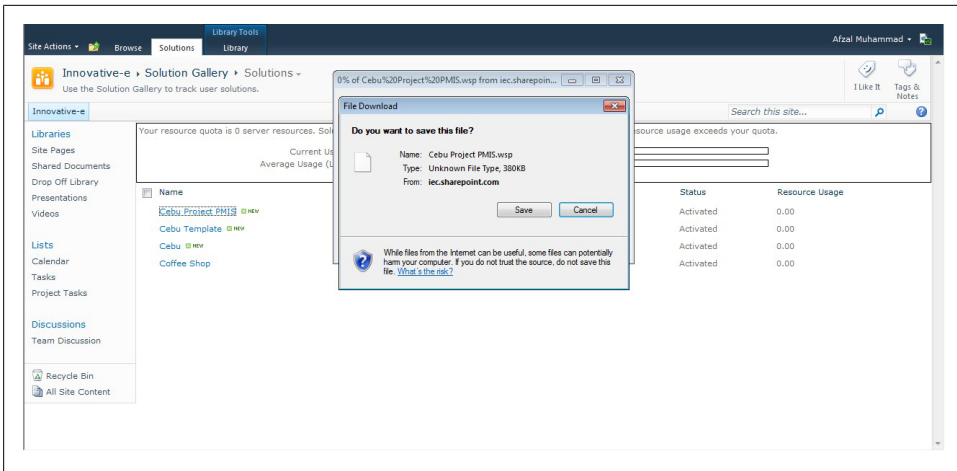 Library Tools
Site Actions Browse Solutions Library
Afzal Muhammad
Innovative-e Solution Gallery Solutions
Use the Solution Gallery to track user solutions.
I Like It
Tags & Notes
Innovative-e
Search this site...
Libraries
Site Pages
Shared Documents
Drop Off Library
Presentations
Videos
Lists
Calendar
Tasks
Project Tasks
Discussions
Team Discussion
Recycle Bin
All Site Content
Your resource quota is 0 server resources.
esource usage exceeds your quota.
Current Us
Average Usage (L
Name Status Resource Usage
Cebu Project PMIS NEW Activated 0.00
Cebu Template NEW Activated 0.00
Cebu NEW Activated 0.00
Coffee Shop Activated 0.00
0% of Cebu%20Project%20PMIS.wsp from iec.sharepoin...
File Download
Do you want to save this file?
Name: Cebu Project PMIS.wsp
Type: Unknown File Type, 380KB
From: iec.sharepoint.com
Save Cancel
While files from the Internet can be useful, some files can potentially
harm your computer. If you do not trust the source, do not save this
file. What's the risk?